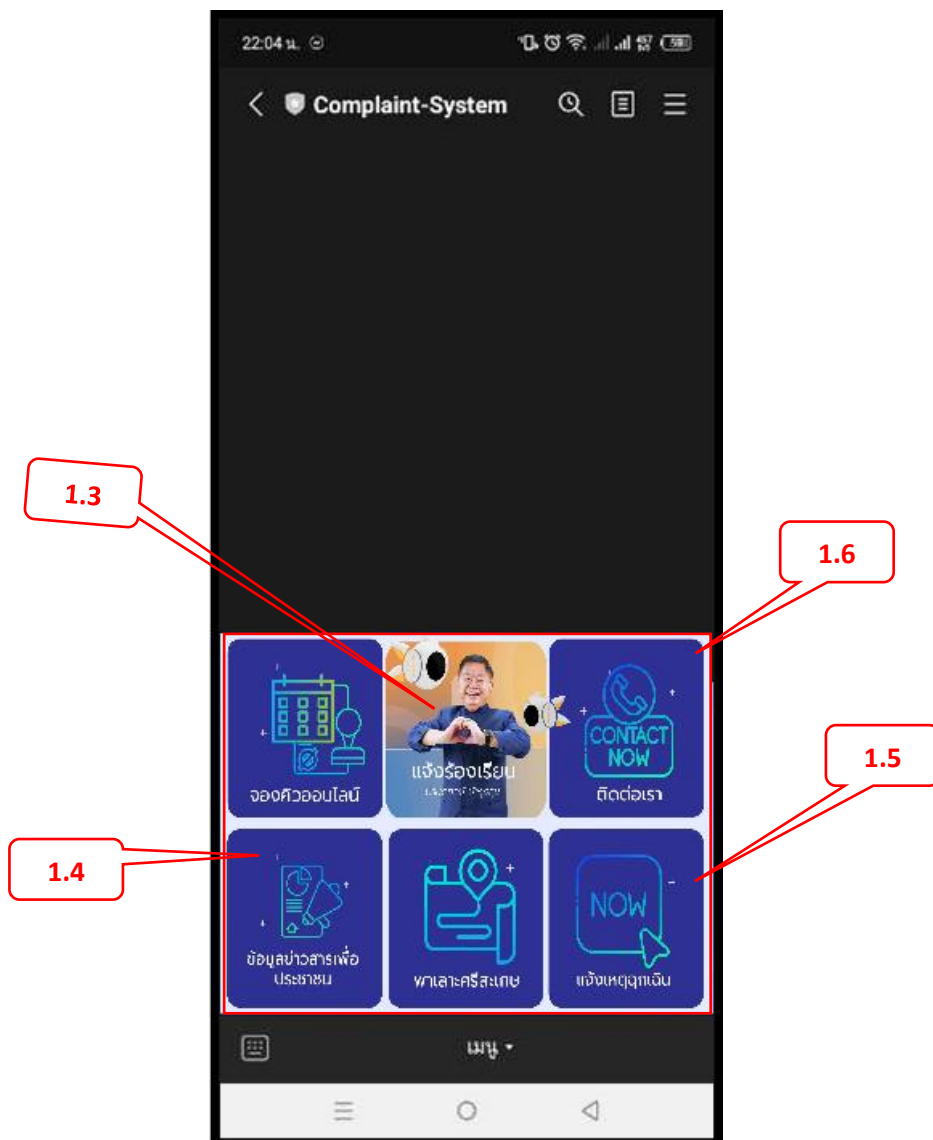 22:04 น.
Complaint-System
1.3
1.6
CONTACT
NOW
จองคิวออนไลน์
แจ้งร้องเรียน
ติดต่อเรา
1.5
1.4
NOW
ข้อมูลข่าวสารเพื่อ
ประชาชน
พาเลาะศรีสะเกษ
แจ้งเหตุฉุกเฉิน
เมนู